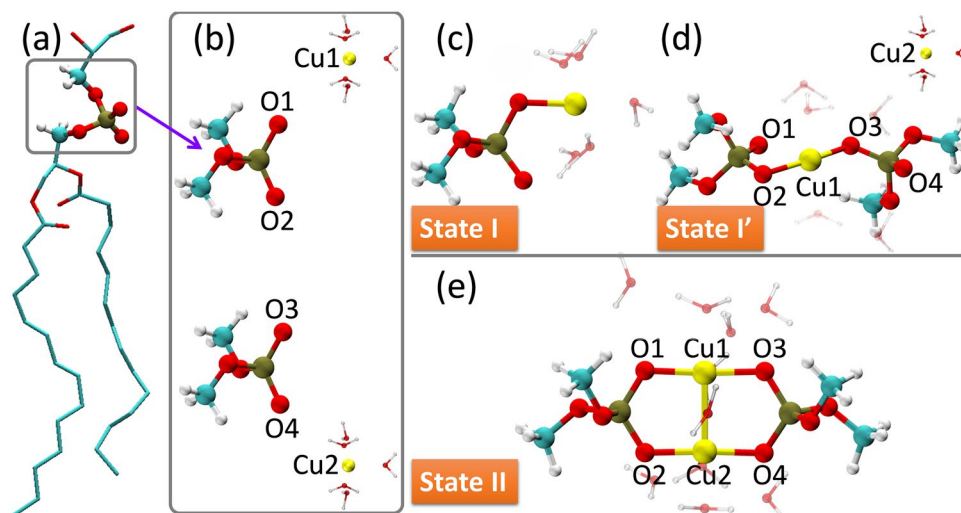 (a)
(b)
Cu1
O1
O2
O3
O4
Cu2
(c)
State I
(d)
Cu2
O1
O3
O2
Cu1
O4
State I’
(e)
O1
Cu1
O3
O2
Cu2
O4
State II